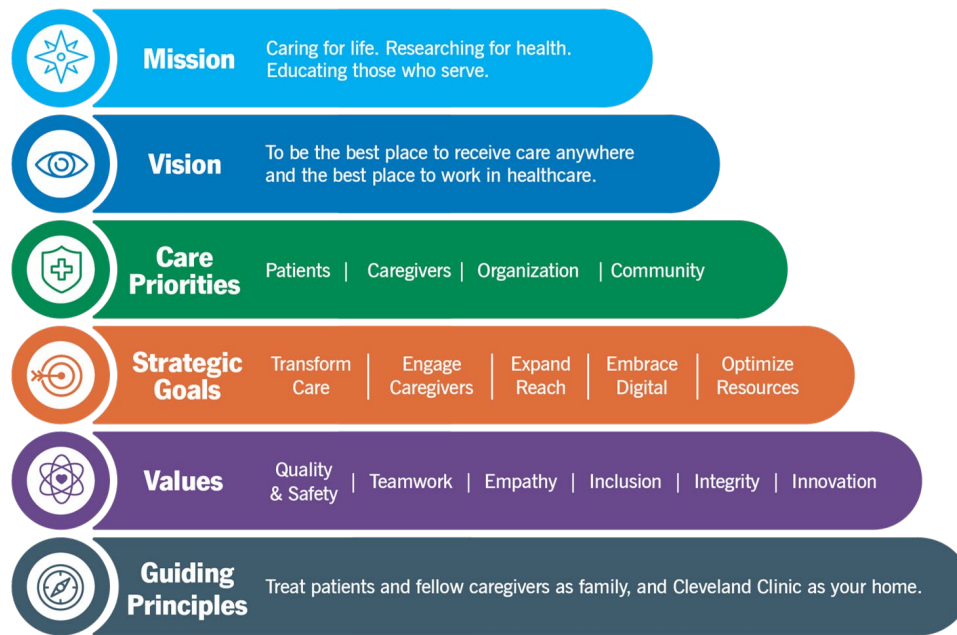 Mission
Caring for life. Researching for health.
Educating those who serve.
Vision
To be the best place to receive care anywhere
and the best place to work in healthcare.
Care
Priorities
Patients | Caregivers | Organization | Community
Strategic
Goals
Transform
Care
Engage
Caregivers
Expand
Reach
Embrace
Digital
Optimize
Resources
Values
Quality
& Safety
| Teamwork | Empathy | Inclusion | Integrity | Innovation
Guiding
Principles
Treat patients and fellow caregivers as family, and Cleveland Clinic as your home.